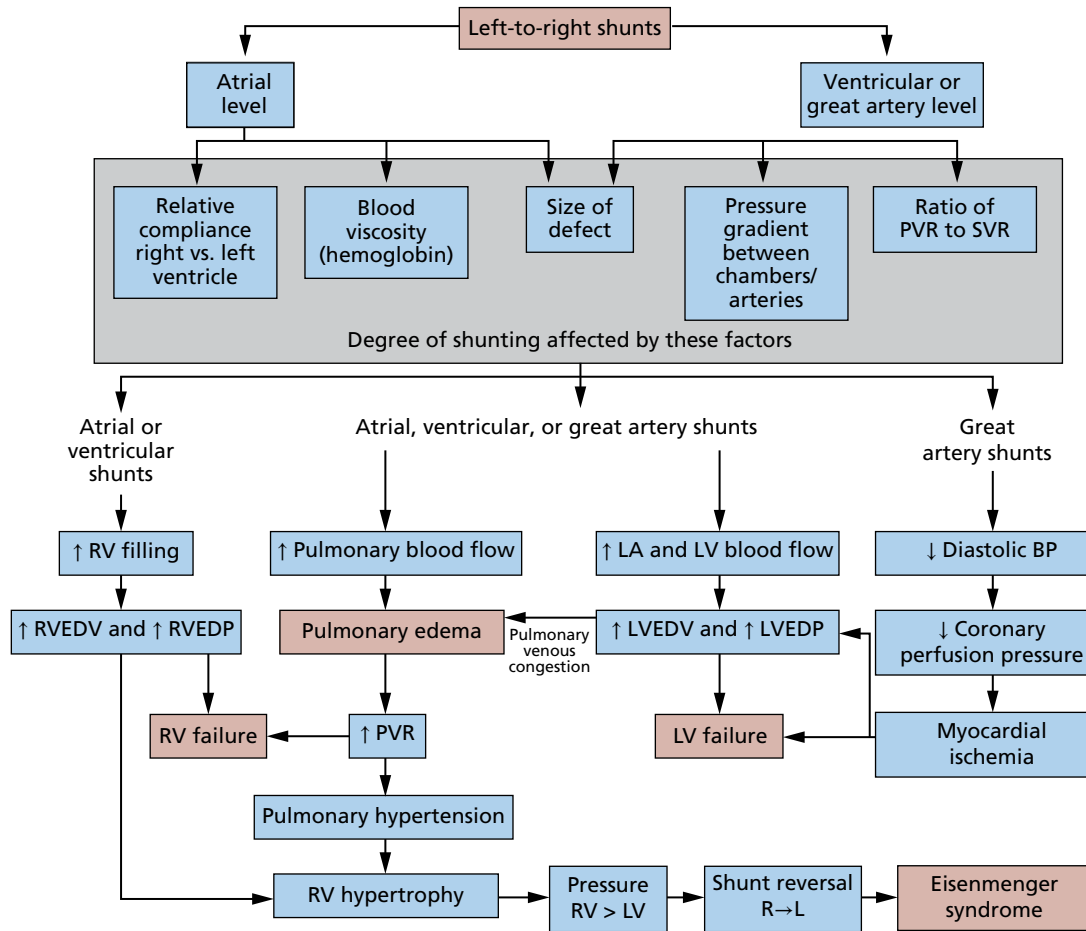 Left-to-right shunts
Atrial
level
Ventricular or
great artery level
Relative
compliance
right vs. left
ventricle
Blood
viscosity
(hemoglobin)
Size of
defect
Pressure
gradient
between
chambers/
arteries
Ratio of
PVR to SVR
Degree of shunting affected by these factors
Atrial or
ventricular
shunts
Atrial, ventricular, or great artery shunts
Great
artery shunts
↑ RV filling
↑ Pulmonary blood flow
↑ LA and LV blood flow
↓ Diastolic BP
↑ RVEDV and ↑ RVEDP
Pulmonary edema
Pulmonary
venous
congestion
↑ LVEDV and ↑ LVEDP
↓ Coronary
perfusion pressure
RV failure
↑ PVR
LV failure
Myocardial
ischemia
Pulmonary hypertension
RV hypertrophy
Pressure
RV > LV
Shunt reversal
R→L
Eisenmenger
syndrome